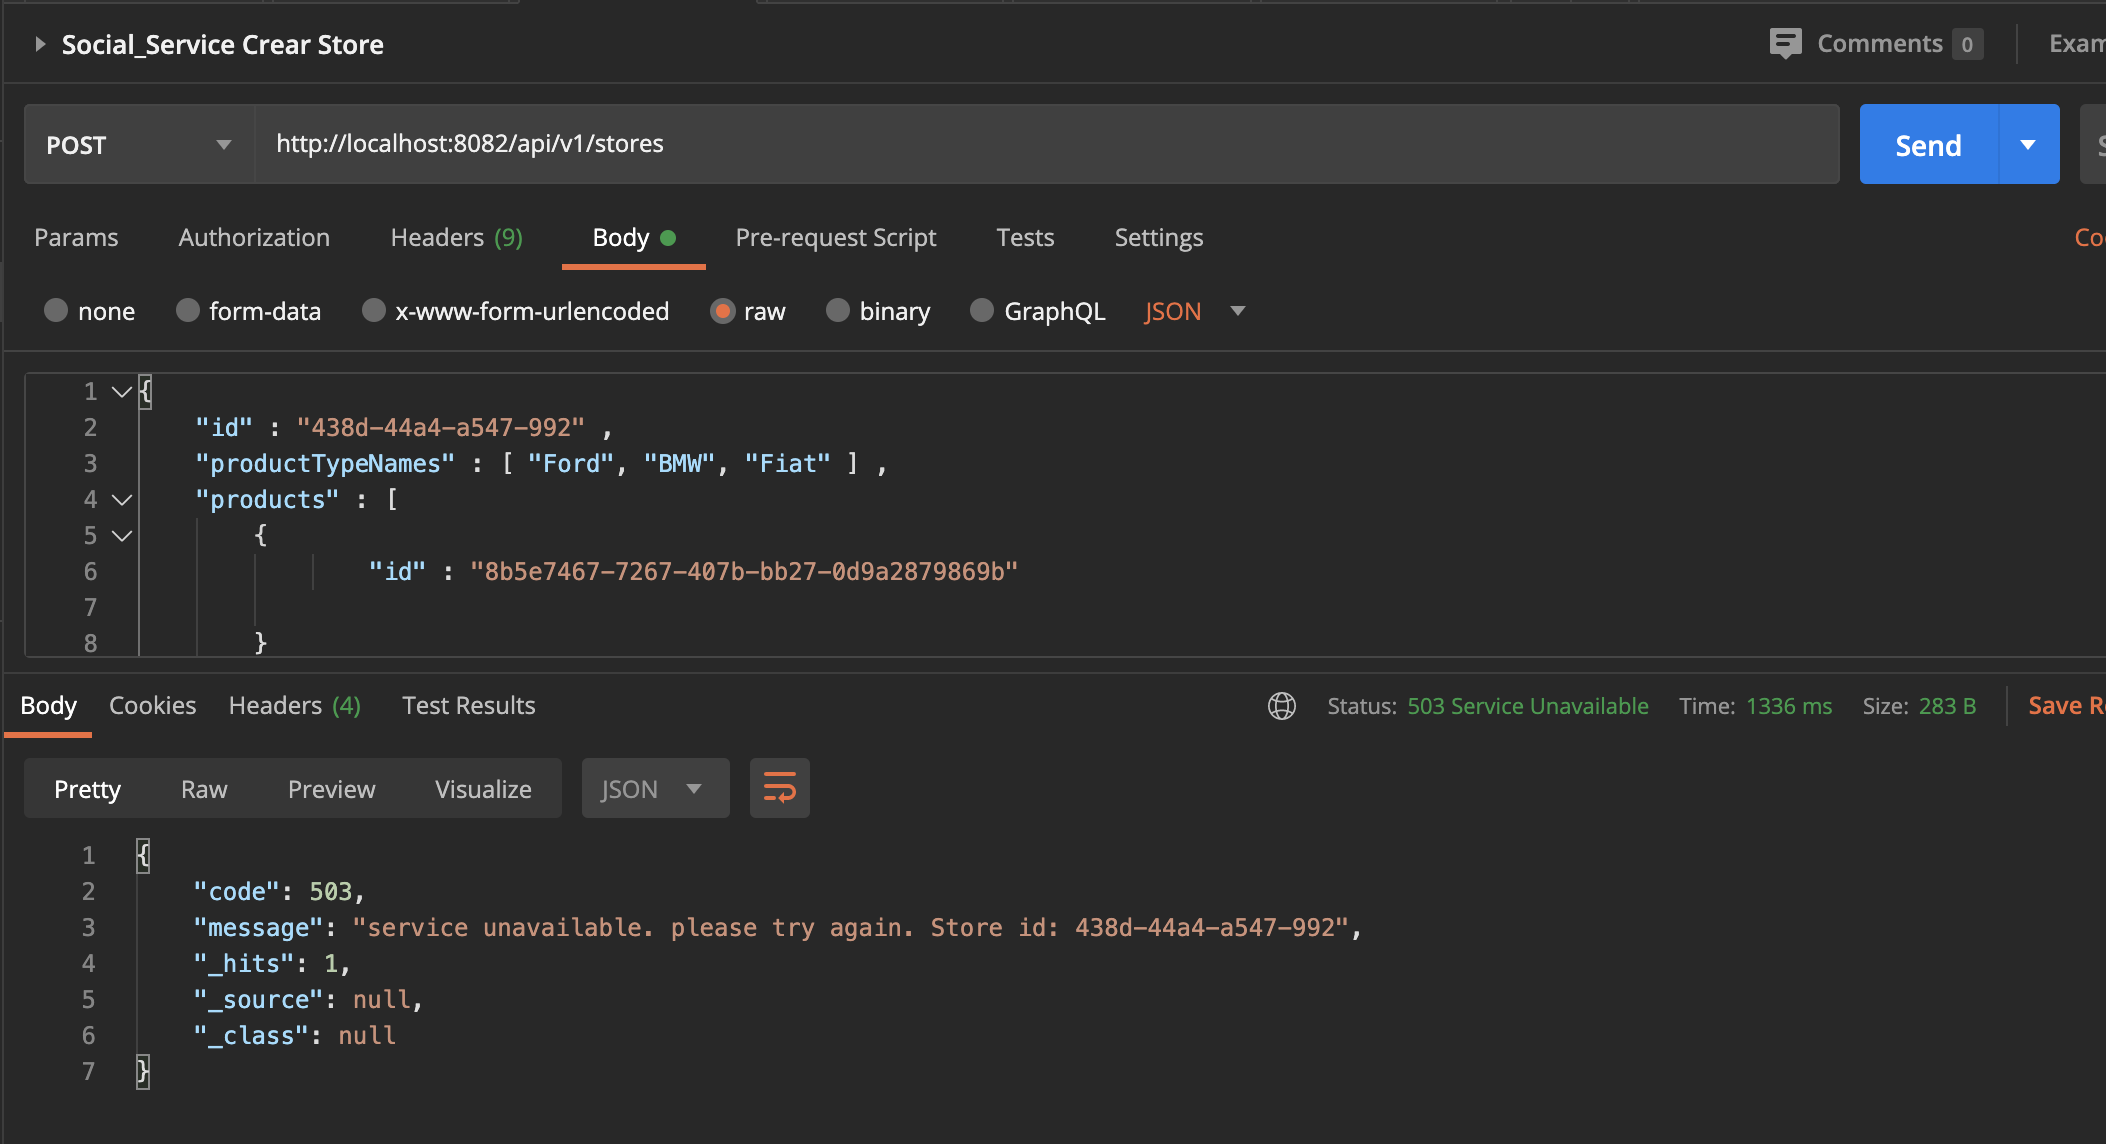 Social_Service Crear Store
Comments 0 Exam
POST http://localhost:8082/api/v1/stores Send
Params Authorization Headers (9) Body Pre-request Script Tests Settings Co
none form-data x-www-form-urlencoded raw binary GraphQL JSON
1 {
2 "id" : "438d-44a4-a547-992" ,
3 "productTypeNames" : [ "Ford", "BMW", "Fiat" ] ,
4 "products" : [
5 {
6 "id" : "8b5e7467-7267-407b-bb27-0d9a2879869b"
7
8 }
Body Cookies Headers (4) Test Results Status: 503 Service Unavailable Time: 1336 ms Size: 283 B Save R
Pretty Raw Preview Visualize JSON
1 {
2 "code": 503,
3 "message": "service unavailable. please try again. Store id: 438d-44a4-a547-992",
4 "_hits": 1,
5 "_source": null,
6 "_class": null
7 }